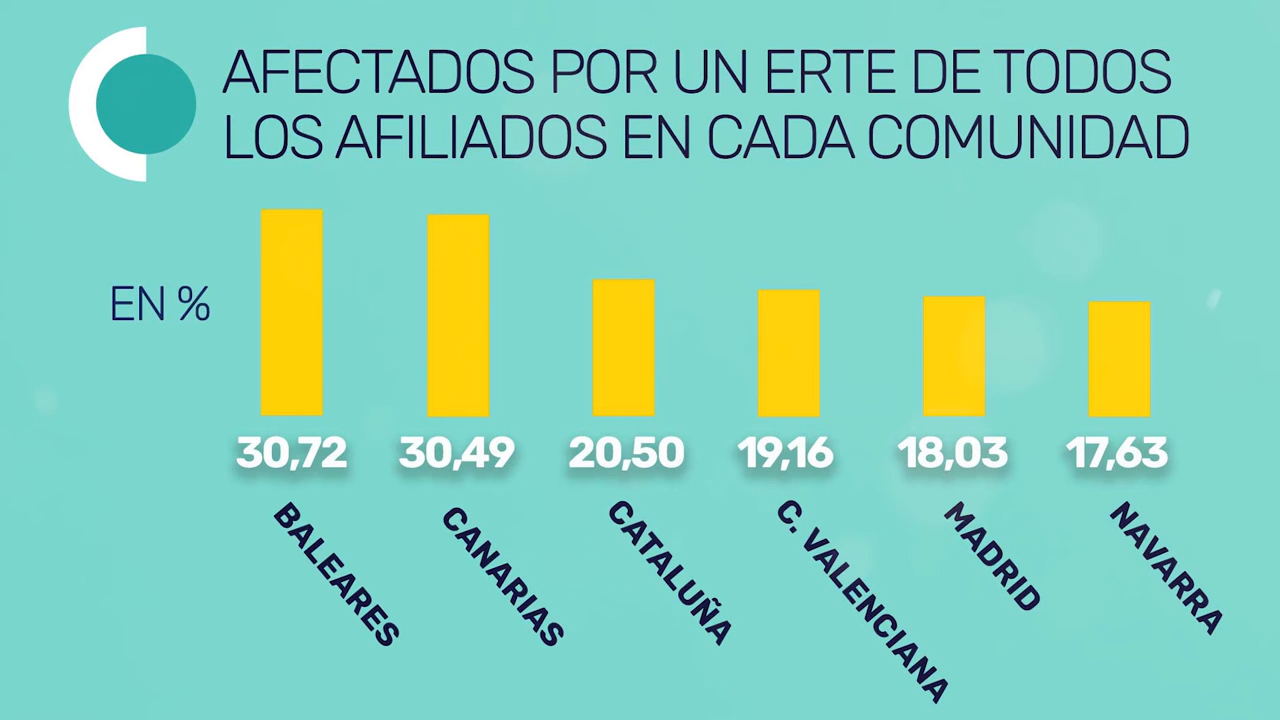 AFECTADOS POR UN ERTE DE TODOS
LOS AFILIADOS EN CADA COMUNIDAD
EN %
30,72
30,49
20,50
19,16
18,03
17,63
BALEARES
CANARIAS
CATALUÑA
C. VALENCIANA
MADRID
NAVARRA